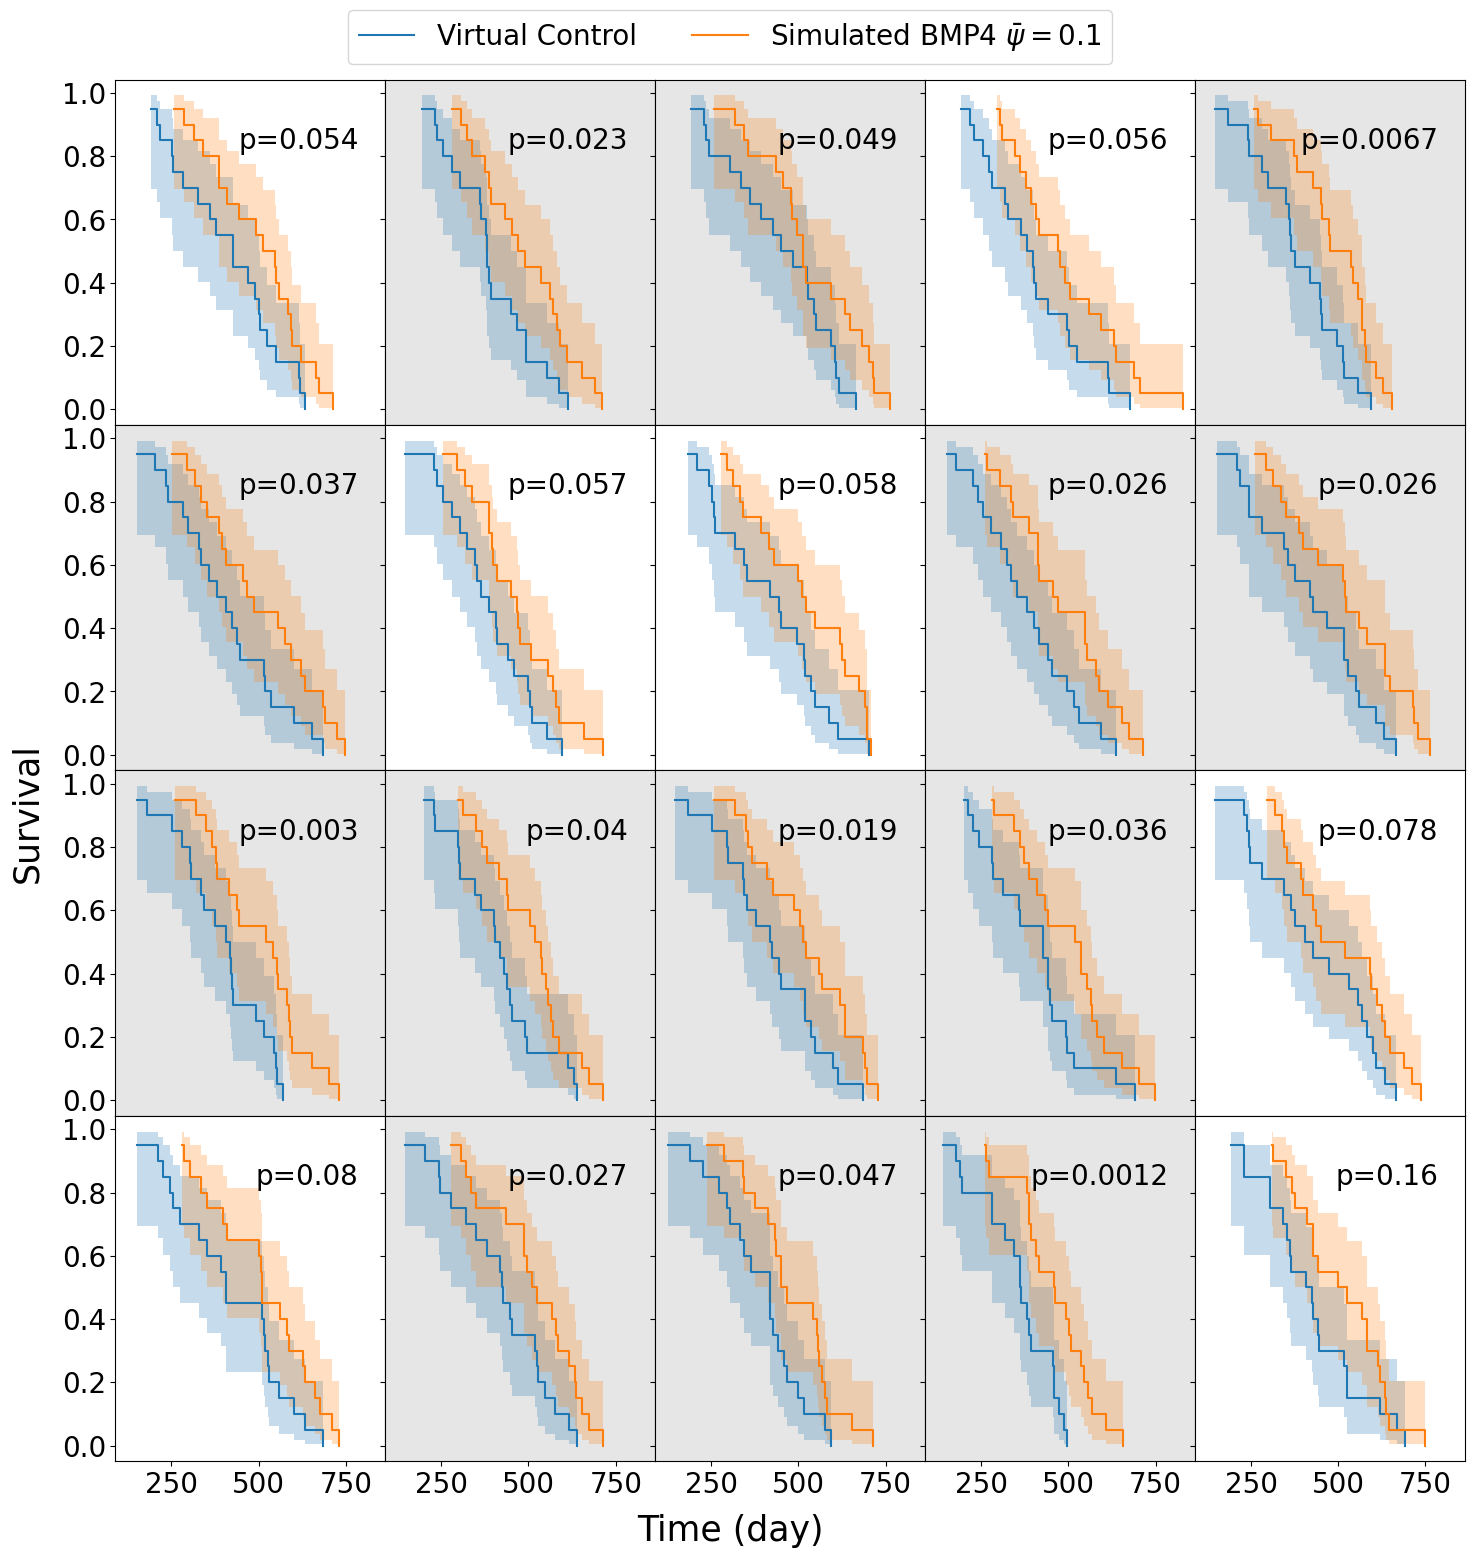 Virtual Control Simulated BMP4 ψ̄ = 0.1
1.0 p=0.054 p=0.023 p=0.049 p=0.056 p=0.0067
0.8
0.6
0.4
0.2
0.0
1.0 p=0.037 p=0.057 p=0.058 p=0.026 p=0.026
0.8
0.6
0.4
0.2
0.0
Survival
1.0 p=0.003 p=0.04 p=0.019 p=0.036 p=0.078
0.8
0.6
0.4
0.2
0.0
1.0 p=0.08 p=0.027 p=0.047 p=0.0012 p=0.16
0.8
0.6
0.4
0.2
0.0
250 500 750 250 500 750 250 500 750 250 500 750 250 500 750
Time (day)